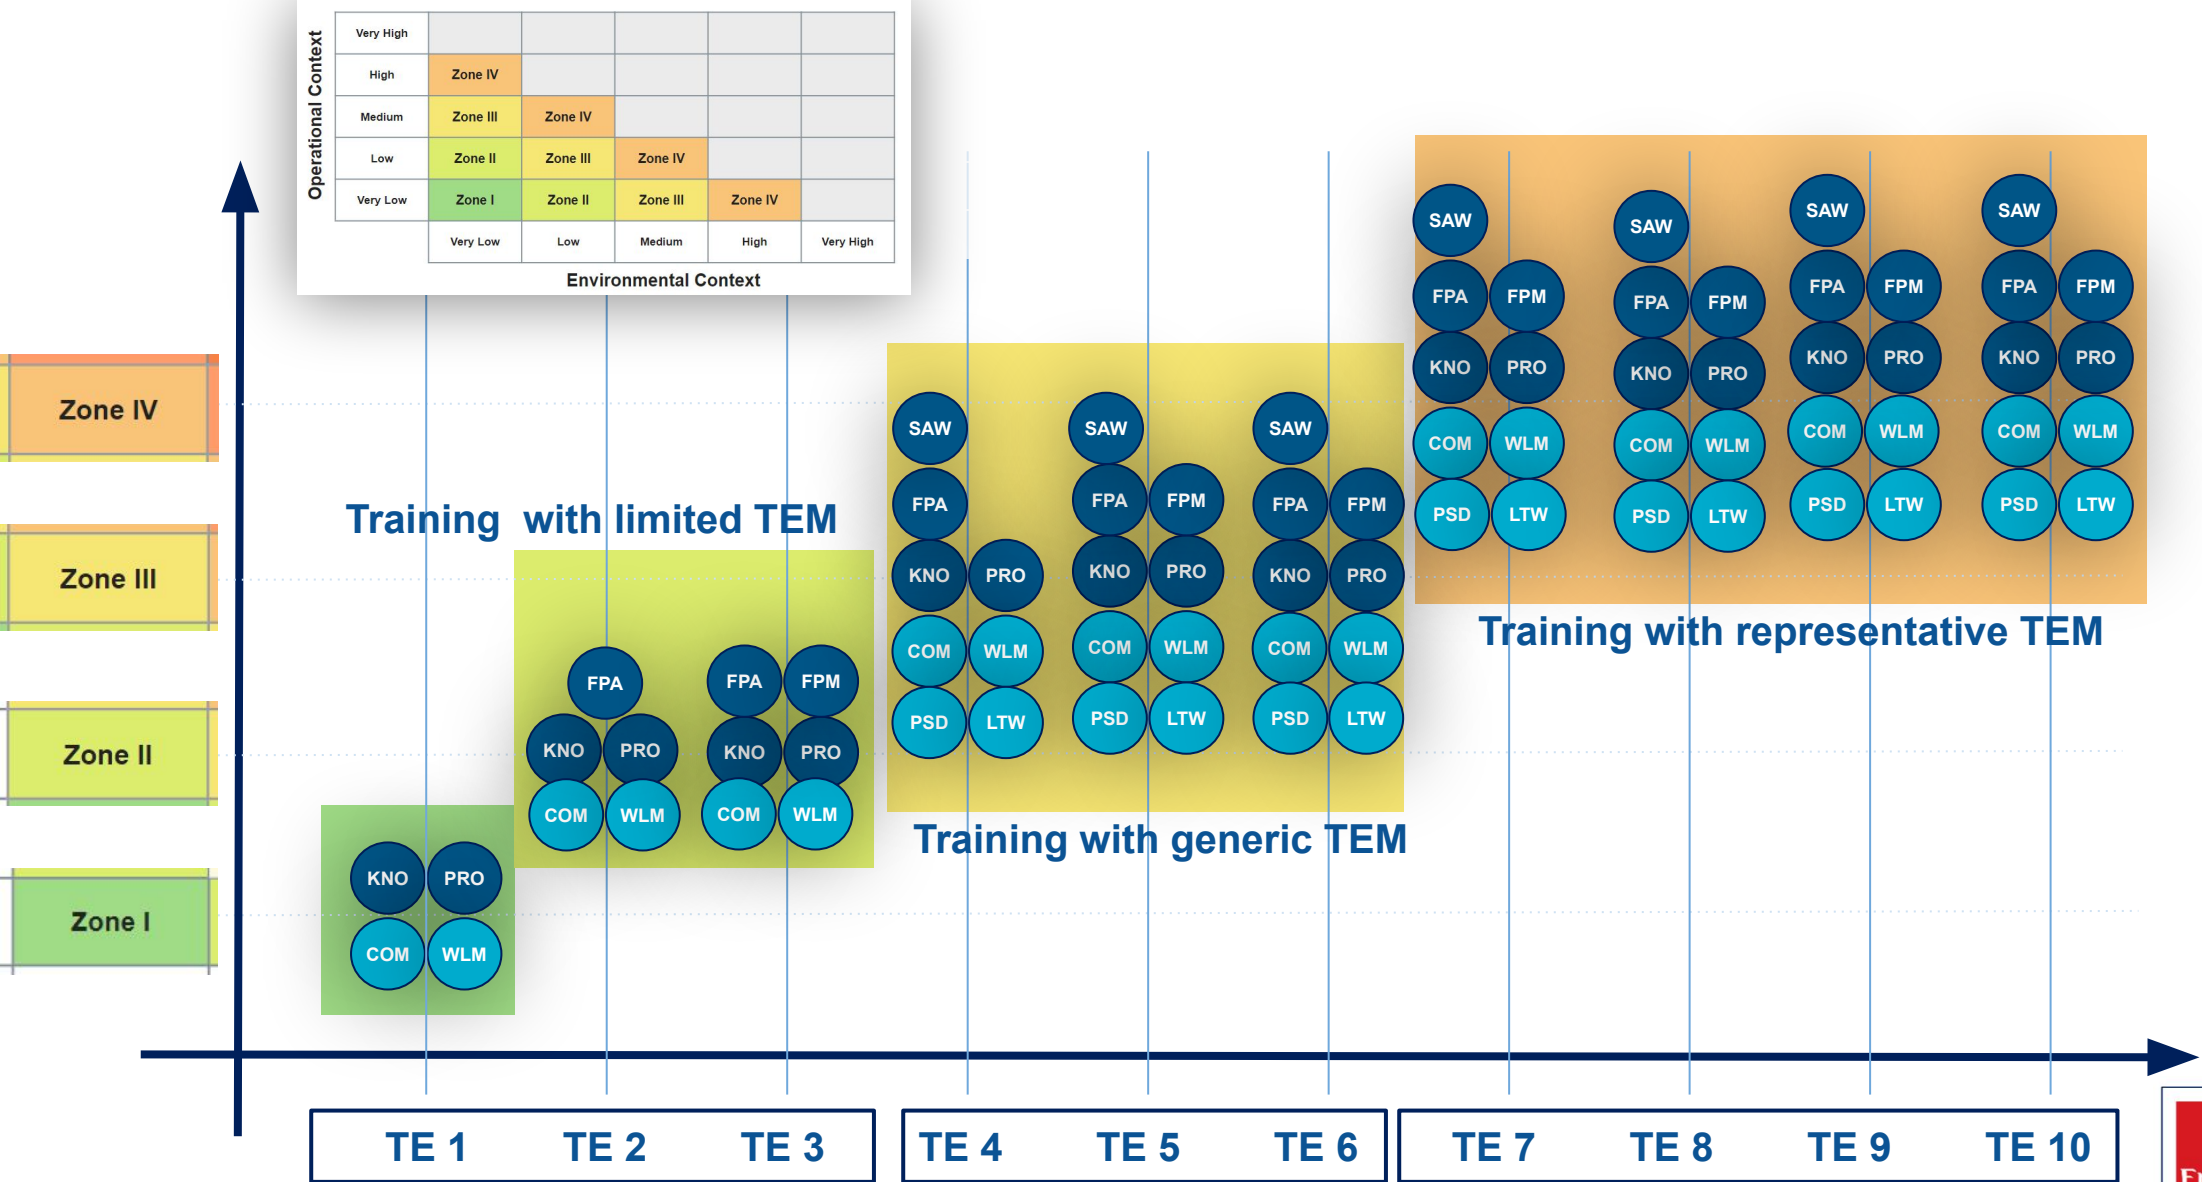 Operational Context
Very High
High Zone IV
Medium Zone III Zone IV
Low Zone II Zone III Zone IV
Very Low Zone I Zone II Zone III Zone IV
Very Low Low Medium High Very High
Environmental Context
Zone IV
Zone III
Zone II
Zone I
Training with limited TEM
Training with generic TEM
Training with representative TEM
KNO PRO
COM WLM
FPA
KNO PRO
COM WLM
FPA FPM
KNO PRO
COM WLM
SAW
FPA
KNO PRO
COM WLM
PSD LTW
SAW
FPA FPM
KNO PRO
COM WLM
PSD LTW
SAW
FPA FPM
KNO PRO
COM WLM
PSD LTW
SAW
FPA FPM
KNO PRO
COM WLM
PSD LTW
SAW
FPA FPM
KNO PRO
COM WLM
PSD LTW
SAW
FPA FPM
KNO PRO
COM WLM
PSD LTW
SAW
FPA FPM
KNO PRO
COM WLM
PSD LTW
TE 1 TE 2 TE 3 TE 4 TE 5 TE 6 TE 7 TE 8 TE 9 TE 10